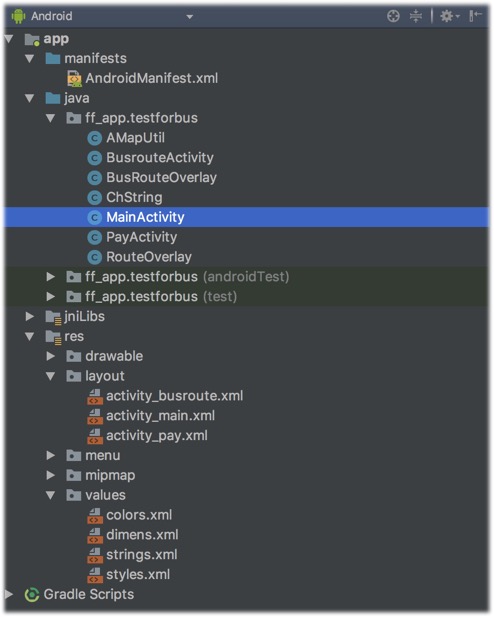 Android
app
manifests
AndroidManifest.xml
java
ff_app.testforbus
AMapUtil
BusrouteActivity
BusRouteOverlay
ChString
MainActivity
PayActivity
RouteOverlay
ff_app.testforbus (androidTest)
ff_app.testforbus (test)
jniLibs
res
drawable
layout
activity_busroute.xml
activity_main.xml
activity_pay.xml
menu
mipmap
values
colors.xml
dimens.xml
strings.xml
styles.xml
Gradle Scripts